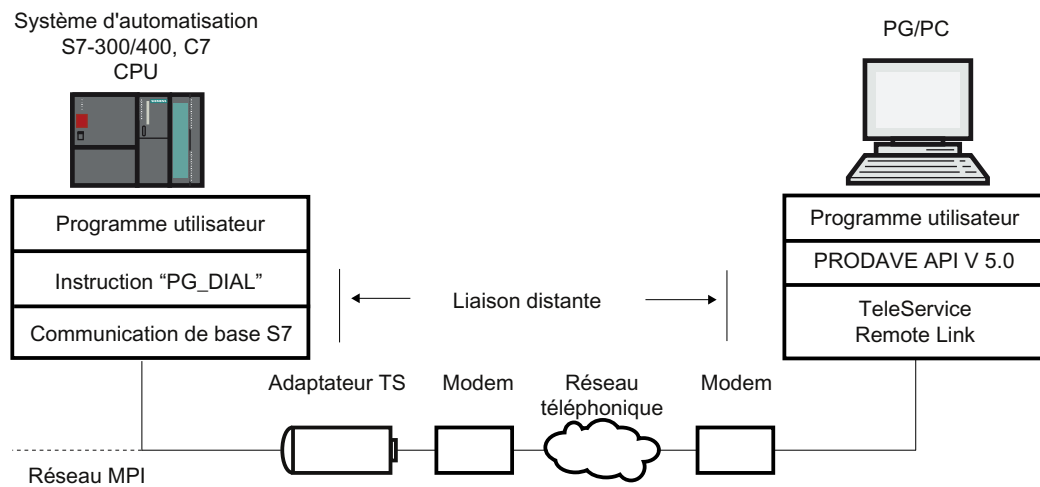 Système d'automatisation
S7-300/400, C7
CPU
PG/PC
Programme utilisateur
Instruction “PG_DIAL”
Communication de base S7
Programme utilisateur
PRODAVE API V 5.0
TeleService
Remote Link
Liaison distante
Adaptateur TS
Modem
Réseau
téléphonique
Modem
Réseau MPI